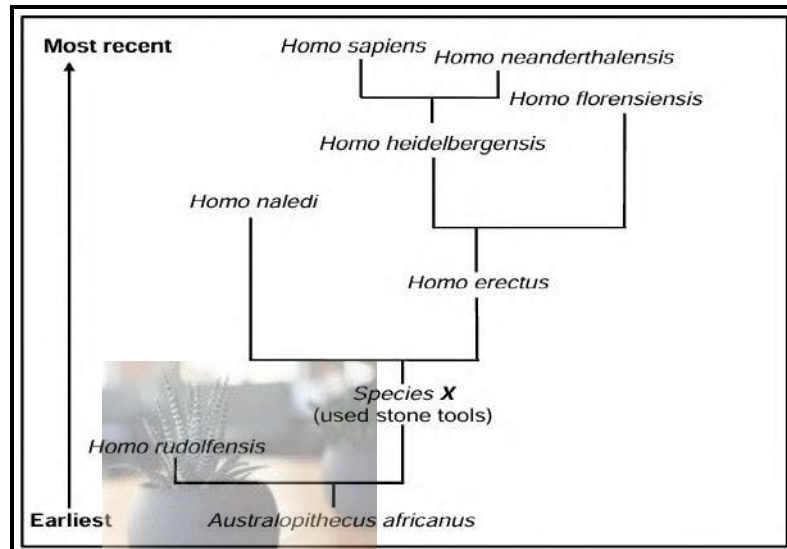 Most recent
Homo sapiens
Homo neanderthalensis
Homo florensiensis
Homo heidelbergensis
Homo naledi
Homo erectus
Species X
(used stone tools)
Homo rudolfensis
Earliest
Australopithecus africanus